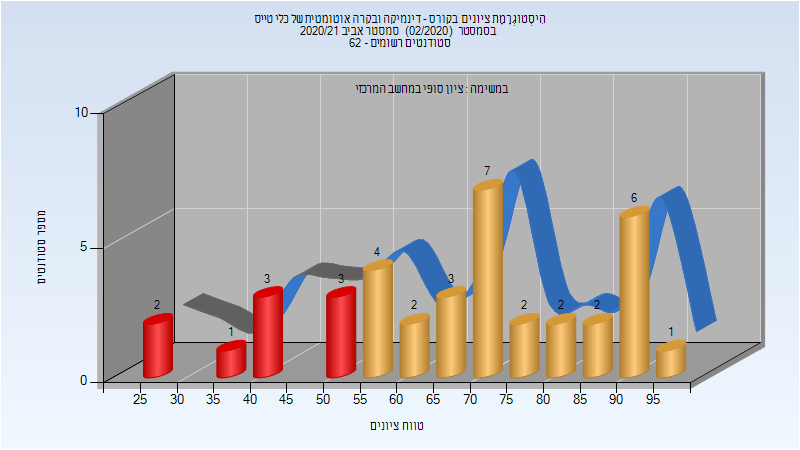 היסטוגרמת ציונים בקורס - דינמיקה ובקרה אוטומטית של כלי טייס
בסמסטר (02/2020) סמסטר אביב 2020/21
סטודנטים רשומים - 62
במשימה : ציון סופי במחשב המרכזי
מספר סטודנטים
10
5
0
2
1
3
3
4
2
3
7
2
2
2
6
1
25 30 35 40 45 50 55 60 65 70 75 80 85 90 95
טווח ציונים